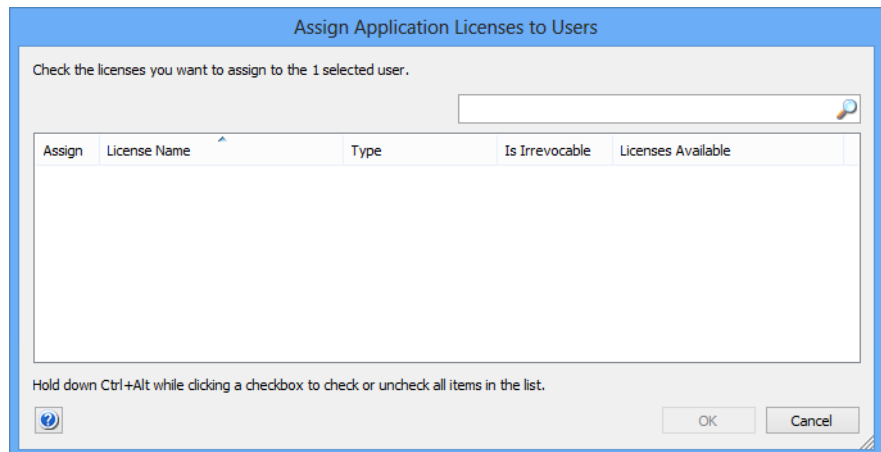 Assign Application Licenses to Users
Check the licenses you want to assign to the 1 selected user.
Assign License Name Type Is Irrevocable Licenses Available
Hold down Ctrl+Alt while clicking a checkbox to check or uncheck all items in the list.
? OK Cancel